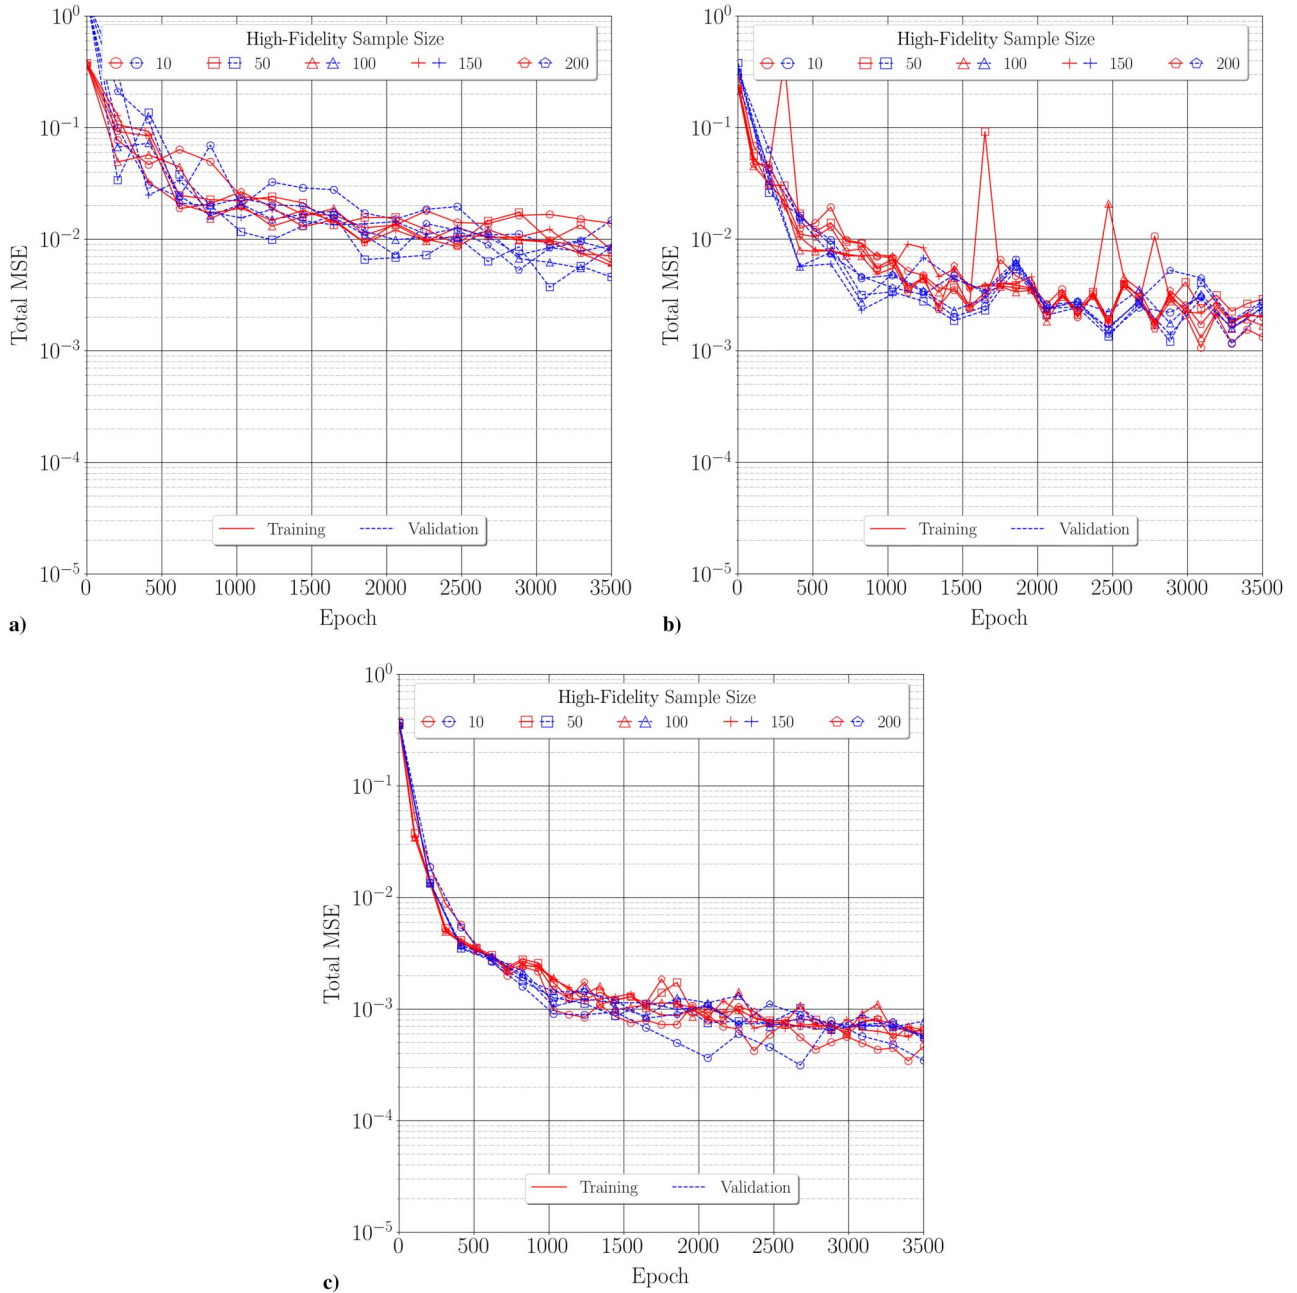 10^0
High-Fidelity Sample Size
10 50 100 150 200
10^-1
10^-2
Total MSE
10^-3
10^-4
Training Validation
10^-5
0 500 1000 1500 2000 2500 3000 3500
Epoch
a)
10^0
High-Fidelity Sample Size
10 50 100 150 200
10^-1
10^-2
Total MSE
10^-3
10^-4
Training Validation
10^-5
0 500 1000 1500 2000 2500 3000 3500
Epoch
b)
10^0
High-Fidelity Sample Size
10 50 100 150 200
10^-1
10^-2
Total MSE
10^-3
10^-4
Training Validation
10^-5
0 500 1000 1500 2000 2500 3000 3500
Epoch
c)